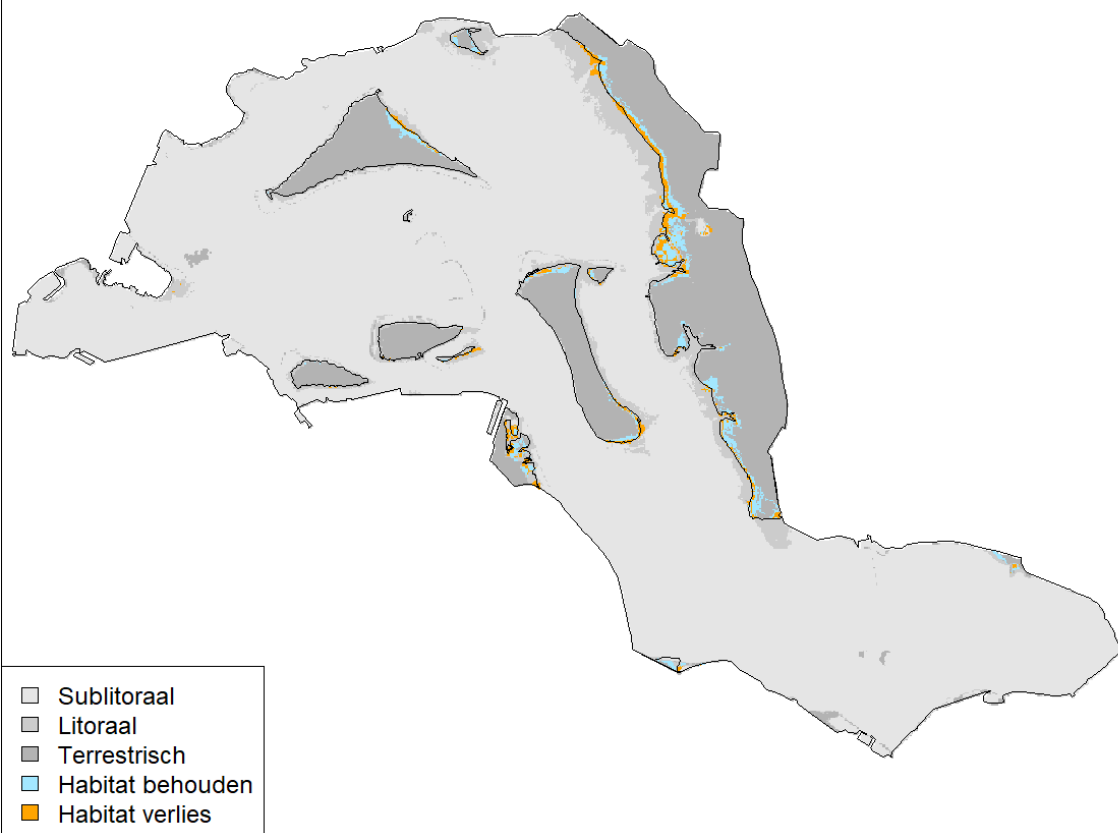 Sublitoraal
Litoraal
Terrestrisch
Habitat behouden
Habitat verlies